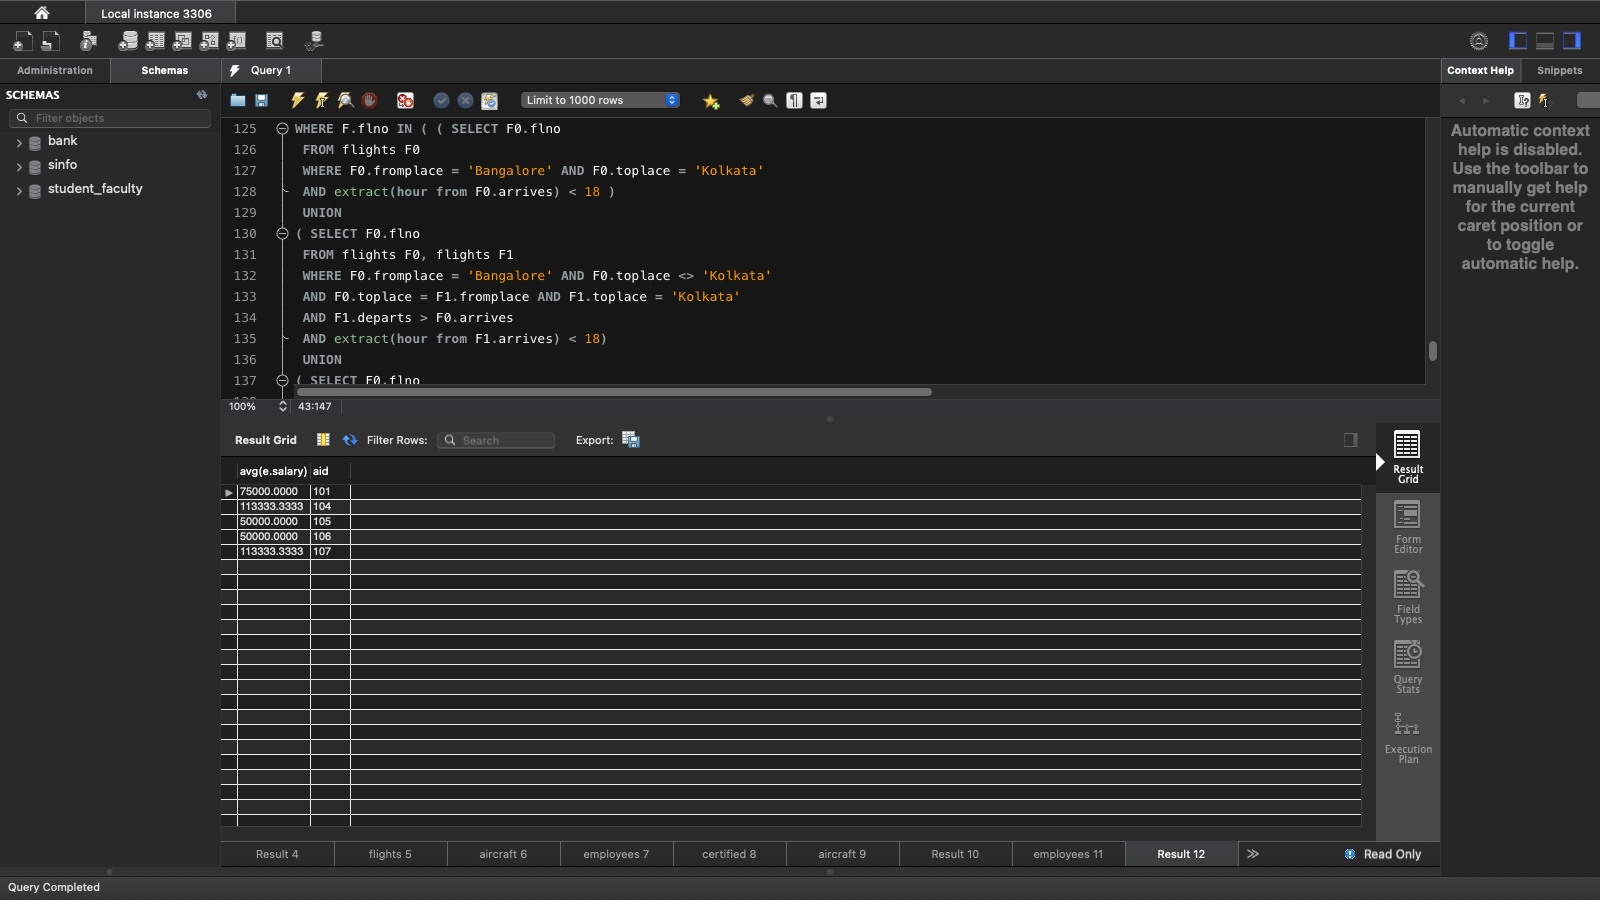 Local instance 3306
Administration
Schemas
Query 1
Context Help
Snippets
SCHEMAS
Filter objects
bank
sinfo
student_faculty
Limit to 1000 rows
125 WHERE F.flno IN ( ( SELECT F0.flno
126 FROM flights F0
127 WHERE F0.fromplace = 'Bangalore' AND F0.toplace = 'Kolkata'
128 AND extract(hour from F0.arrives) < 18 )
129 UNION
130 ( SELECT F0.flno
131 FROM flights F0, flights F1
132 WHERE F0.fromplace = 'Bangalore' AND F0.toplace <> 'Kolkata'
133 AND F0.toplace = F1.fromplace AND F1.toplace = 'Kolkata'
134 AND F1.departs > F0.arrives
135 AND extract(hour from F1.arrives) < 18)
136 UNION
137 ( SELECT F0.flno
Automatic context
help is disabled.
Use the toolbar to
manually get help
for the current
caret position or
to toggle
automatic help.
100%
43:147
Result Grid
Filter Rows:
Search
Export:
avg(e.salary) aid
75000.0000 101
113333.3333 104
50000.0000 105
50000.0000 106
113333.3333 107
Result
Grid
Form
Editor
Field
Types
Query
Stats
Execution
Plan
Result 4
flights 5
aircraft 6
employees 7
certified 8
aircraft 9
Result 10
employees 11
Result 12
Read Only
Query Completed